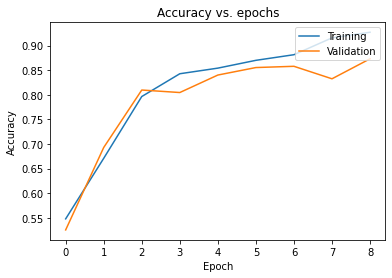 Accuracy vs. epochs
Training
Validation
0.90
0.85
0.80
0.75
0.70
0.65
0.60
0.55
Accuracy
0 1 2 3 4 5 6 7 8
Epoch